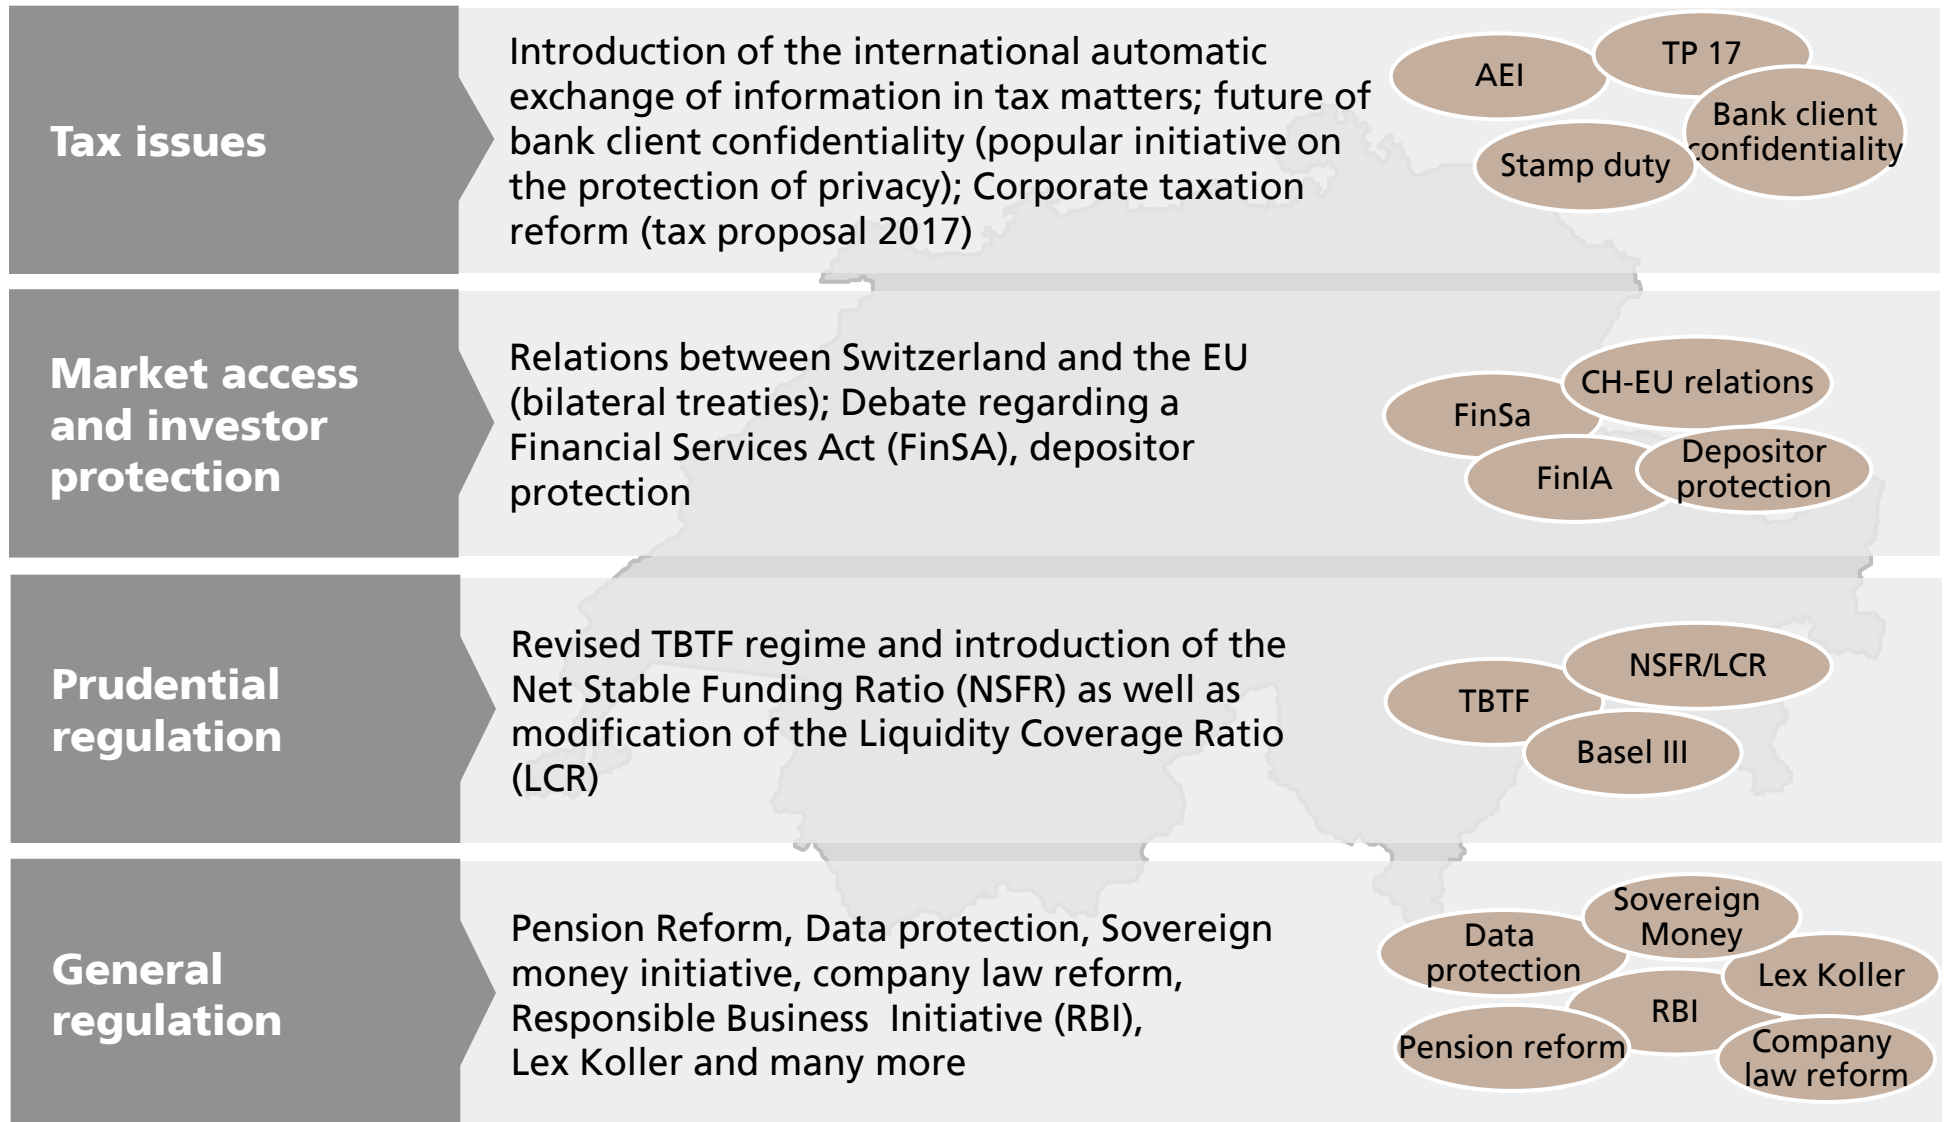 Tax issues
Introduction of the international automatic
exchange of information in tax matters; future of
bank client confidentiality (popular initiative on
the protection of privacy); Corporate taxation
reform (tax proposal 2017)
AEI
TP 17
Bank client
confidentiality
Stamp duty
Market access
and investor
protection
Relations between Switzerland and the EU
(bilateral treaties); Debate regarding a
Financial Services Act (FinSA), depositor
protection
FinSa
CH-EU relations
FinIA
Depositor
protection
Prudential
regulation
Revised TBTF regime and introduction of the
Net Stable Funding Ratio (NSFR) as well as
modification of the Liquidity Coverage Ratio
(LCR)
TBTF
NSFR/LCR
Basel III
General
regulation
Pension Reform, Data protection, Sovereign
money initiative, company law reform,
Responsible Business  Initiative (RBI),
Lex Koller and many more
Data
protection
Sovereign
Money
Lex Koller
RBI
Pension reform
Company
law reform